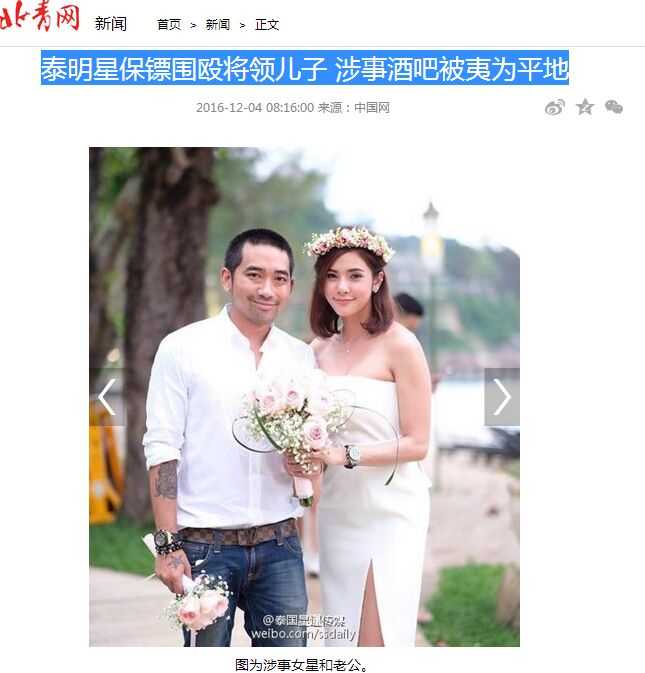 北青网 新闻 首页 > 新闻 > 正文
泰明星保镖围殴将领儿子 涉事酒吧被夷为平地
2016-12-04 08:16:00 来源：中国网
@泰国星暹传媒
weibo.com/ssdaily
图为涉事女星和老公。